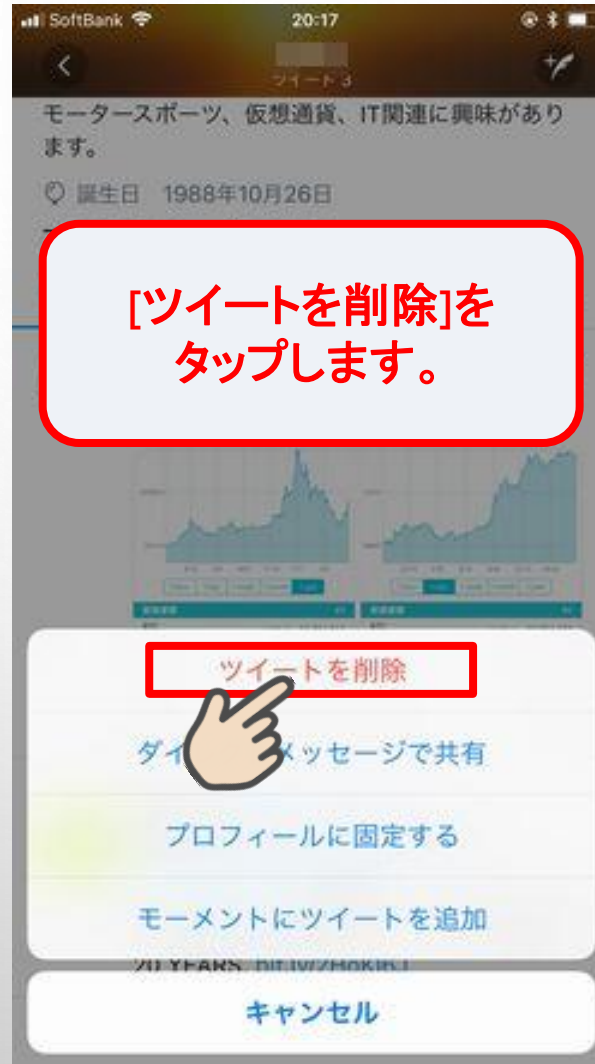 SoftBank 20:17
ツイート 3
モータースポーツ、仮想通貨、IT関連に興味があり
ます。
誕生日 1988年10月26日
[ツイートを削除]を
タップします。
ツイートを削除
ダイ メッセージで共有
プロフィールに固定する
モーメントにツイートを追加
20 YEARS.
キャンセル